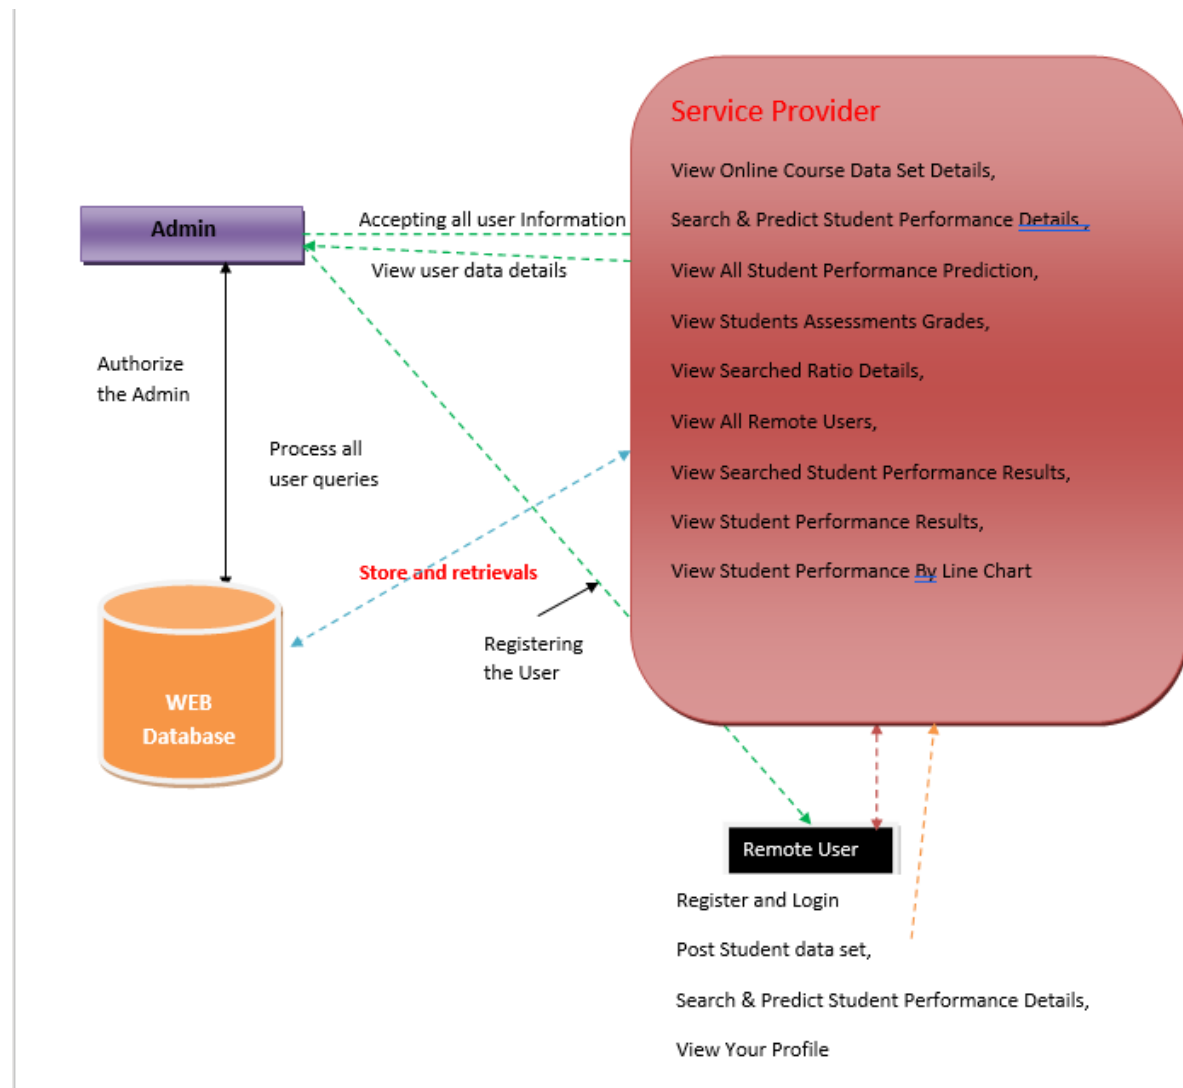 Service Provider
View Online Course Data Set Details,
Search & Predict Student Performance Details ,
View All Student Performance Prediction,
View Students Assessments Grades,
View Searched Ratio Details,
View All Remote Users,
View Searched Student Performance Results,
View Student Performance Results,
View Student Performance By Line Chart
Admin
Accepting all user Information
View user data details
Authorize
the Admin
Process all
user queries
Store and retrievals
Registering
the User
WEB
Database
Remote User
Register and Login
Post Student data set,
Search & Predict Student Performance Details,
View Your Profile